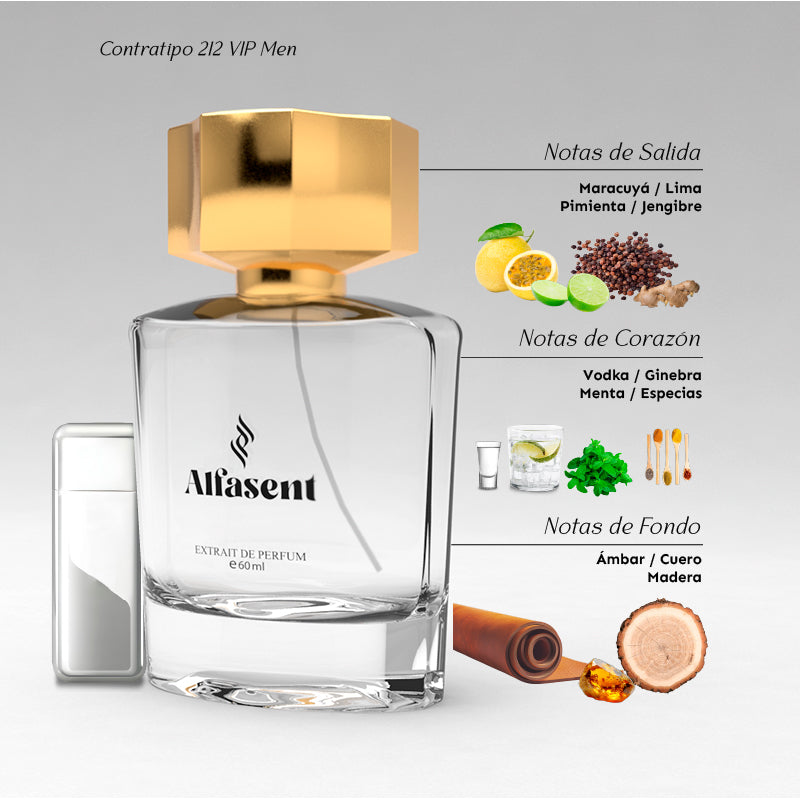 Contratipo 212 VIP Men
Notas de Salida
Maracuyá / Lima
Pimienta / Jengibre
Notas de Corazón
Vodka / Ginebra
Menta / Especias
Alfasent
EXTRAIT DE PERFUM
e60ml
Notas de Fondo
Ámbar / Cuero
Madera